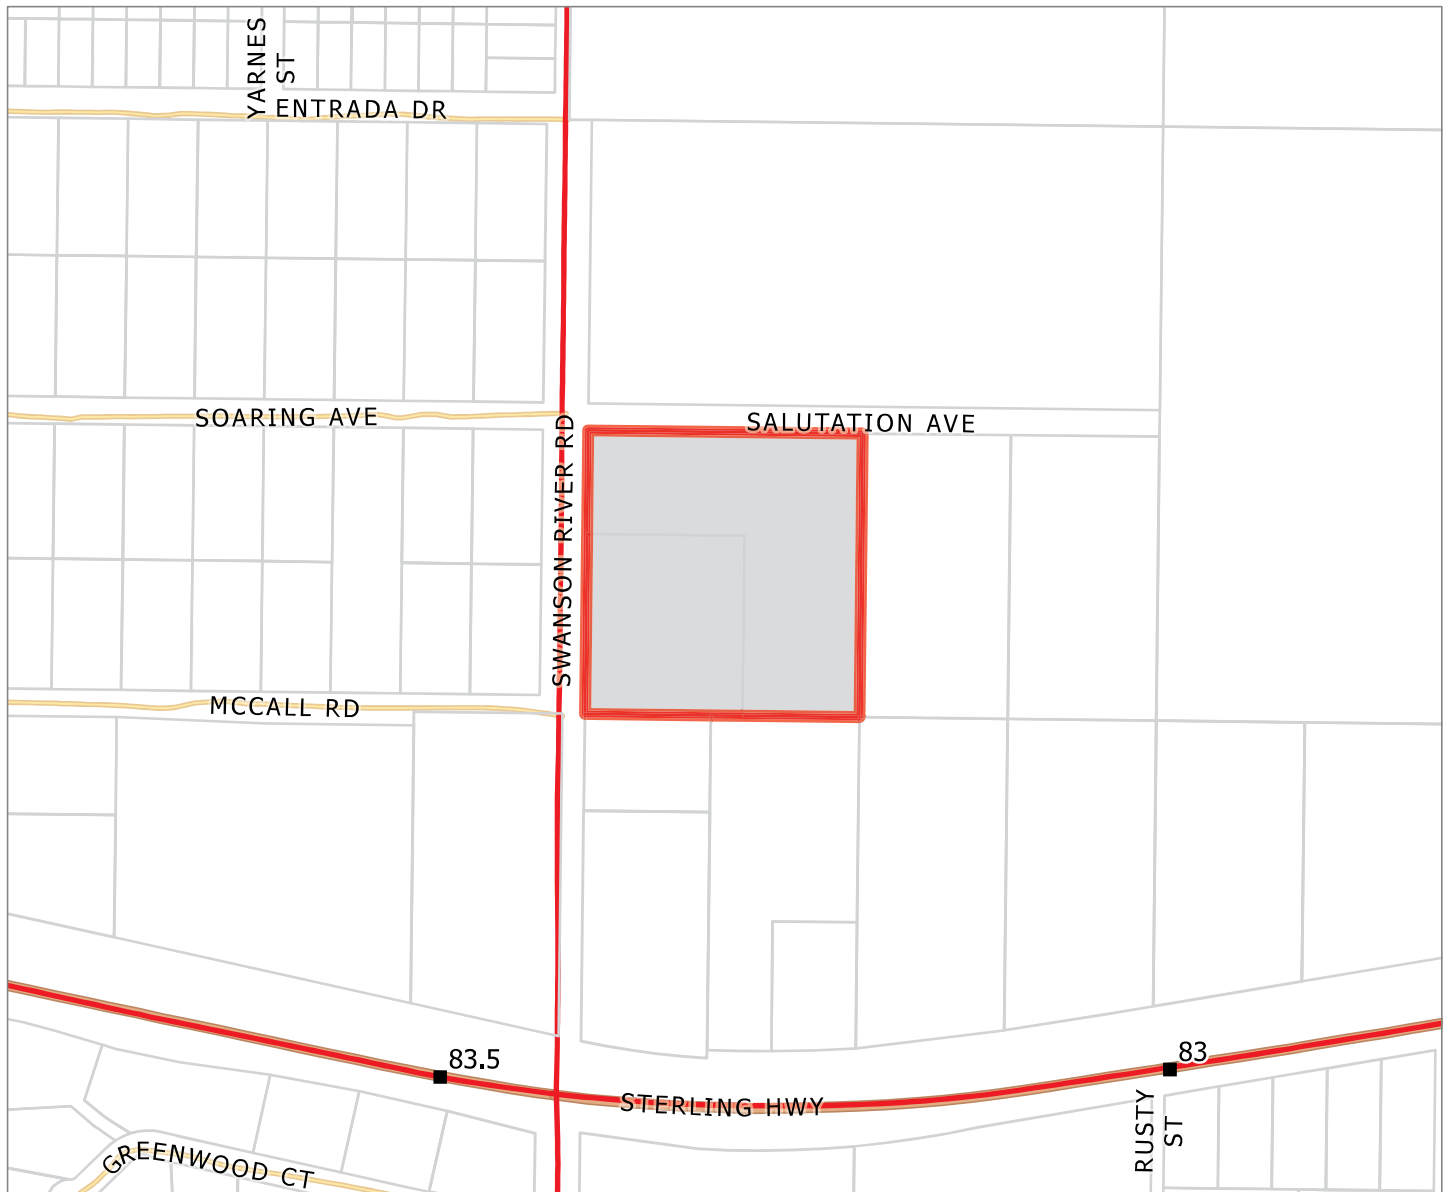 YARNES
ST
ENTRADA DR
SOARING AVE
SALUTATION AVE
SWANSON RIVER RD
MCCALL RD
83.5
83
STERLING HWY
RUSTY
ST
GREENWOOD CT